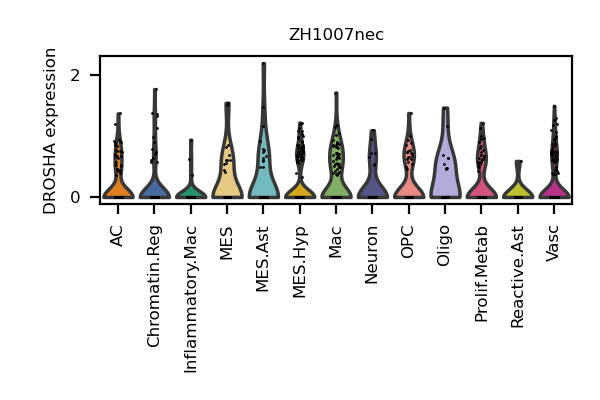 ZH1007nec
DROSHA expression
2
0
AC
Chromatin.Reg
Inflammatory.Mac
MES
MES.Ast
MES.Hyp
Mac
Neuron
OPC
Oligo
Prolif.Metab
Reactive.Ast
Vasc